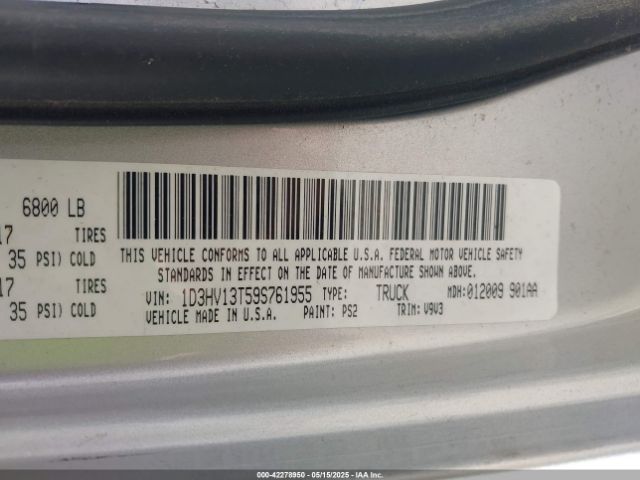 6800 LB
17 TIRES
35 PSI) COLD
17 TIRES
35 PSI) COLD
THIS VEHICLE CONFORMS TO ALL APPLICABLE U.S.A. FEDERAL MOTOR VEHICLE SAFETY
STANDARDS IN EFFECT ON THE DATE OF MANUFACTURE SHOWN ABOVE.
VIN: 1D3HV13T59S761955 TYPE: TRUCK MDH:012009 901AA
VEHICLE MADE IN U.S.A. PAINT: PS2 TRIM: V9V3
000-42278950 - 05/15/2025 - IAAI, Inc.